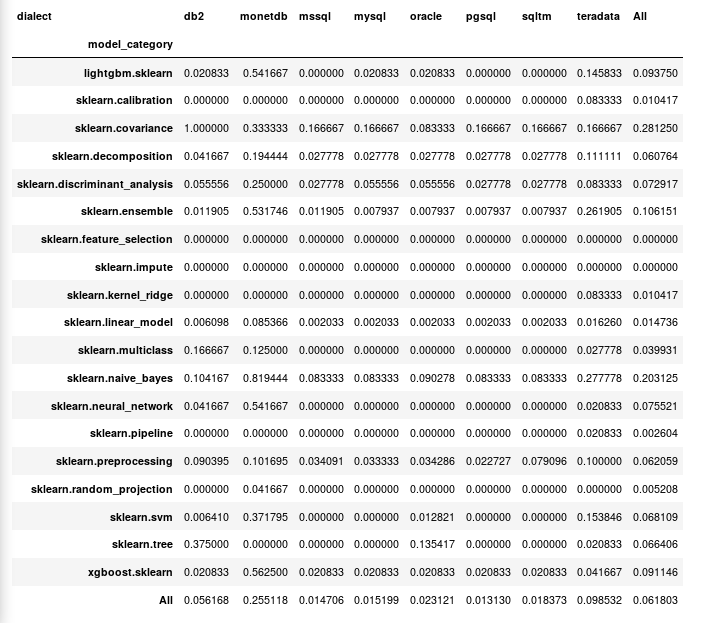 dialect db2 monetdb mssql mysql oracle pgsql sqltm teradata All
model_category
lightgbm.sklearn 0.020833 0.541667 0.000000 0.020833 0.020833 0.000000 0.000000 0.145833 0.093750
sklearn.calibration 0.000000 0.000000 0.000000 0.000000 0.000000 0.000000 0.000000 0.083333 0.010417
sklearn.covariance 1.000000 0.333333 0.166667 0.166667 0.083333 0.166667 0.166667 0.166667 0.281250
sklearn.decomposition 0.041667 0.194444 0.027778 0.027778 0.027778 0.027778 0.027778 0.111111 0.060764
sklearn.discriminant_analysis 0.055556 0.250000 0.027778 0.055556 0.055556 0.027778 0.027778 0.083333 0.072917
sklearn.ensemble 0.011905 0.531746 0.011905 0.007937 0.007937 0.007937 0.007937 0.261905 0.106151
sklearn.feature_selection 0.000000 0.000000 0.000000 0.000000 0.000000 0.000000 0.000000 0.000000 0.000000
sklearn.impute 0.000000 0.000000 0.000000 0.000000 0.000000 0.000000 0.000000 0.000000 0.000000
sklearn.kernel_ridge 0.000000 0.000000 0.000000 0.000000 0.000000 0.000000 0.000000 0.083333 0.010417
sklearn.linear_model 0.006098 0.085366 0.002033 0.002033 0.002033 0.002033 0.002033 0.016260 0.014736
sklearn.multiclass 0.166667 0.125000 0.000000 0.000000 0.000000 0.000000 0.000000 0.027778 0.039931
sklearn.naive_bayes 0.104167 0.819444 0.083333 0.083333 0.090278 0.083333 0.083333 0.277778 0.203125
sklearn.neural_network 0.041667 0.541667 0.000000 0.000000 0.000000 0.000000 0.000000 0.020833 0.075521
sklearn.pipeline 0.000000 0.000000 0.000000 0.000000 0.000000 0.000000 0.000000 0.020833 0.002604
sklearn.preprocessing 0.090395 0.101695 0.034091 0.033333 0.034286 0.022727 0.079096 0.100000 0.062059
sklearn.random_projection 0.000000 0.041667 0.000000 0.000000 0.000000 0.000000 0.000000 0.000000 0.005208
sklearn.svm 0.006410 0.371795 0.000000 0.000000 0.012821 0.000000 0.000000 0.153846 0.068109
sklearn.tree 0.375000 0.000000 0.000000 0.000000 0.135417 0.000000 0.000000 0.020833 0.066406
xgboost.sklearn 0.020833 0.562500 0.020833 0.020833 0.020833 0.020833 0.020833 0.041667 0.091146
All 0.056168 0.255118 0.014706 0.015199 0.023121 0.013130 0.018373 0.098532 0.061803